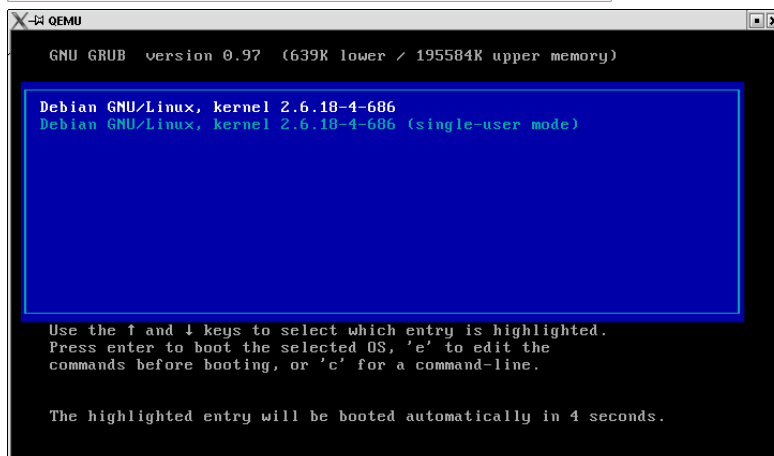 QEMU
GNU GRUB version 0.97 (639K lower / 195584K upper memory)
Debian GNU/Linux, kernel 2.6.18-4-686
Debian GNU/Linux, kernel 2.6.18-4-686 (single-user mode)
Use the ↑ and ↓ keys to select which entry is highlighted.
Press enter to boot the selected OS, 'e' to edit the
commands before booting, or 'c' for a command-line.
The highlighted entry will be booted automatically in 4 seconds.